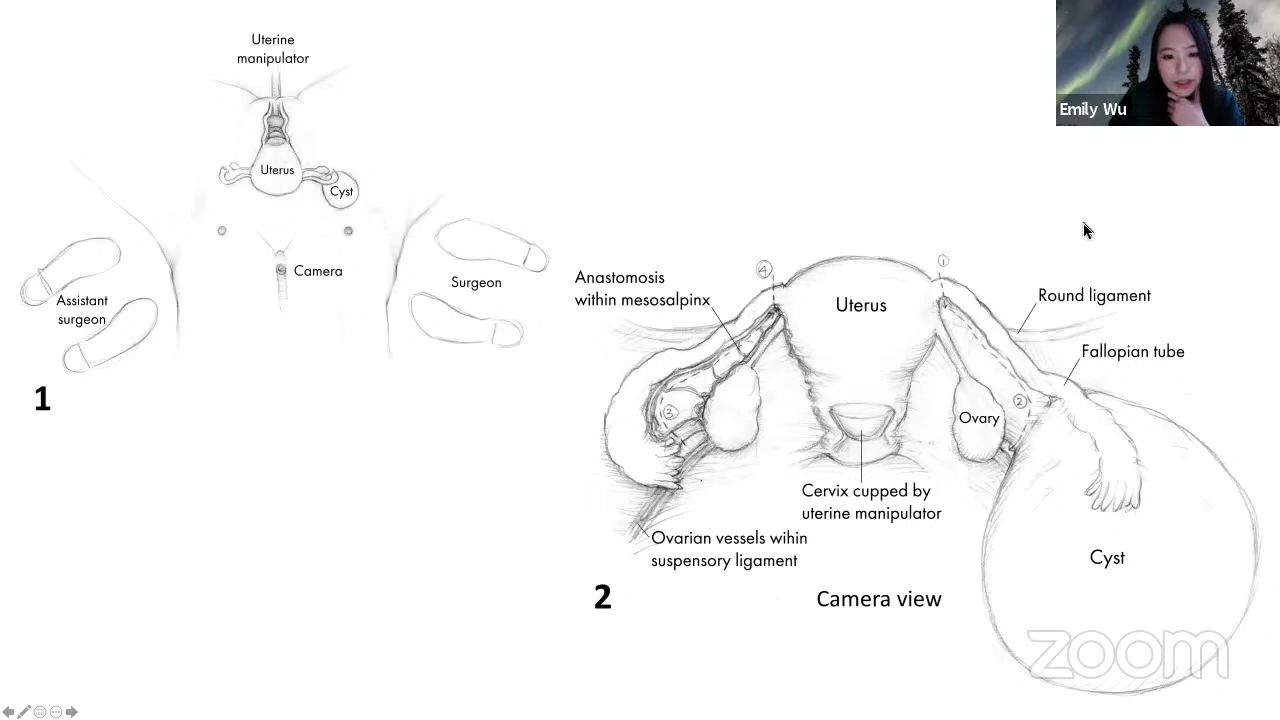 Uterine
manipulator
Uterus
Cyst
Camera
Assistant
surgeon
Surgeon
1
Emily Wu
Anastomosis
within mesosalpinx
4
Uterus
1
Round ligament
Fallopian tube
3
Ovary
2
Cervix cupped by
uterine manipulator
Ovarian vessels wihin
suspensory ligament
Cyst
2
Camera view
zoom